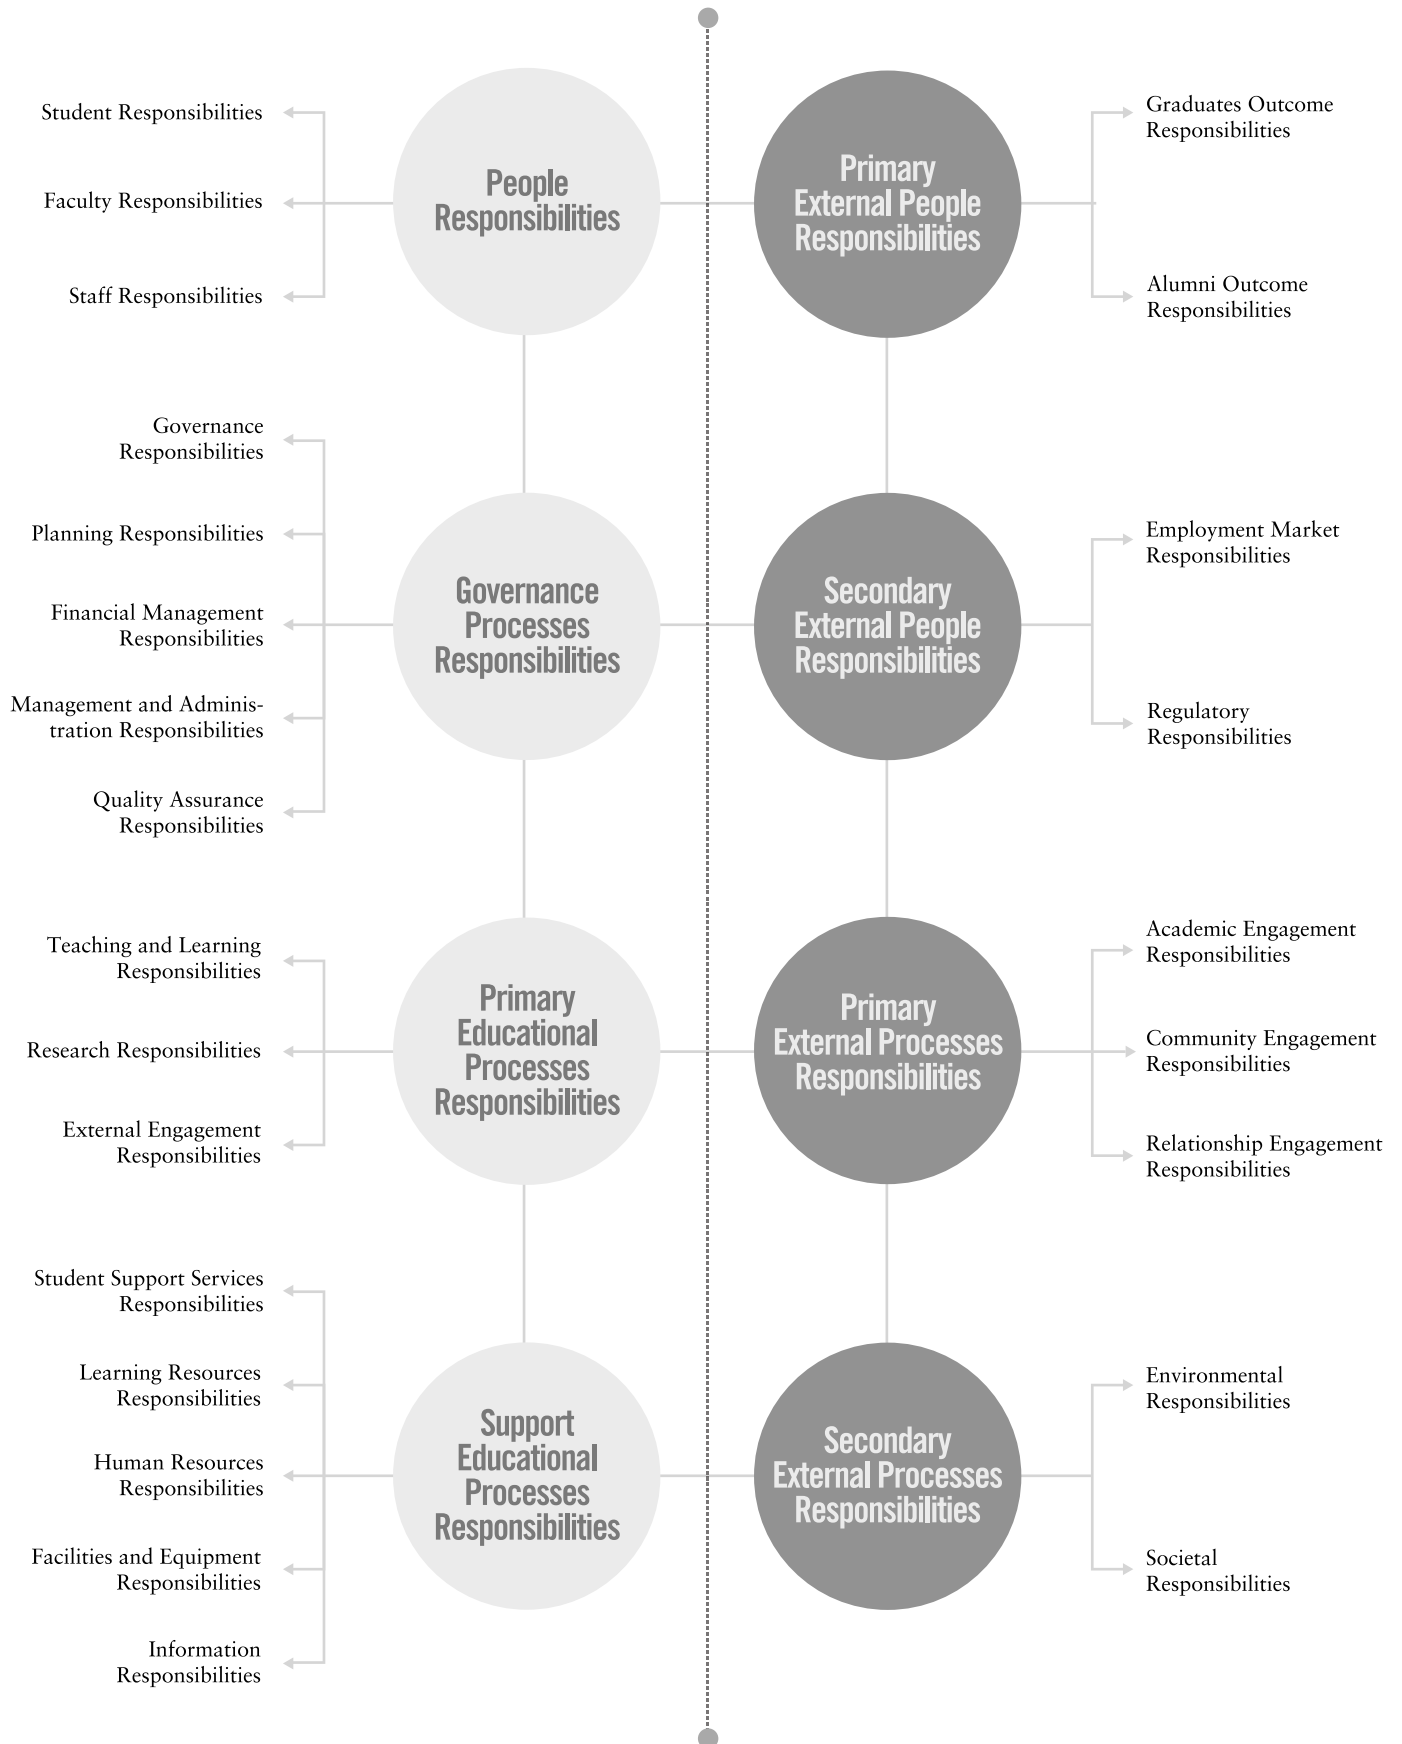 Student Responsibilities
Faculty Responsibilities
Staff Responsibilities
People
Responsibilities
Primary
External People
Responsibilities
Graduates Outcome
Responsibilities
Alumni Outcome
Responsibilities
Governance
Responsibilities
Planning Responsibilities
Financial Management
Responsibilities
Management and Adminis-
tration Responsibilities
Quality Assurance
Responsibilities
Governance
Processes
Responsibilities
Secondary
External People
Responsibilities
Employment Market
Responsibilities
Regulatory
Responsibilities
Teaching and Learning
Responsibilities
Research Responsibilities
External Engagement
Responsibilities
Primary
Educational
Processes
Responsibilities
Primary
External Processes
Responsibilities
Academic Engagement
Responsibilities
Community Engagement
Responsibilities
Relationship Engagement
Responsibilities
Student Support Services
Responsibilities
Learning Resources
Responsibilities
Human Resources
Responsibilities
Facilities and Equipment
Responsibilities
Information
Responsibilities
Support
Educational
Processes
Responsibilities
Secondary
External Processes
Responsibilities
Environmental
Responsibilities
Societal
Responsibilities